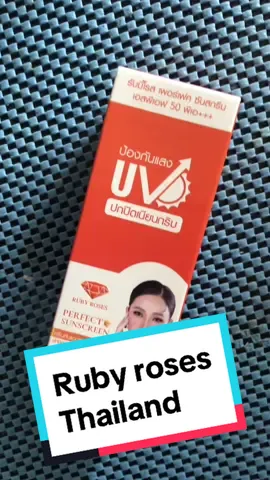 รูบี้โรส เพอร์เฟค ซันสกรีน
เอสพีเอฟ 50 พีเอ+++
ป้องกันแสง
UV
ปกปิดเนียนกริบ
RUBY ROSES
PERFECT
SUNSCREEN
Ruby roses
Thailand